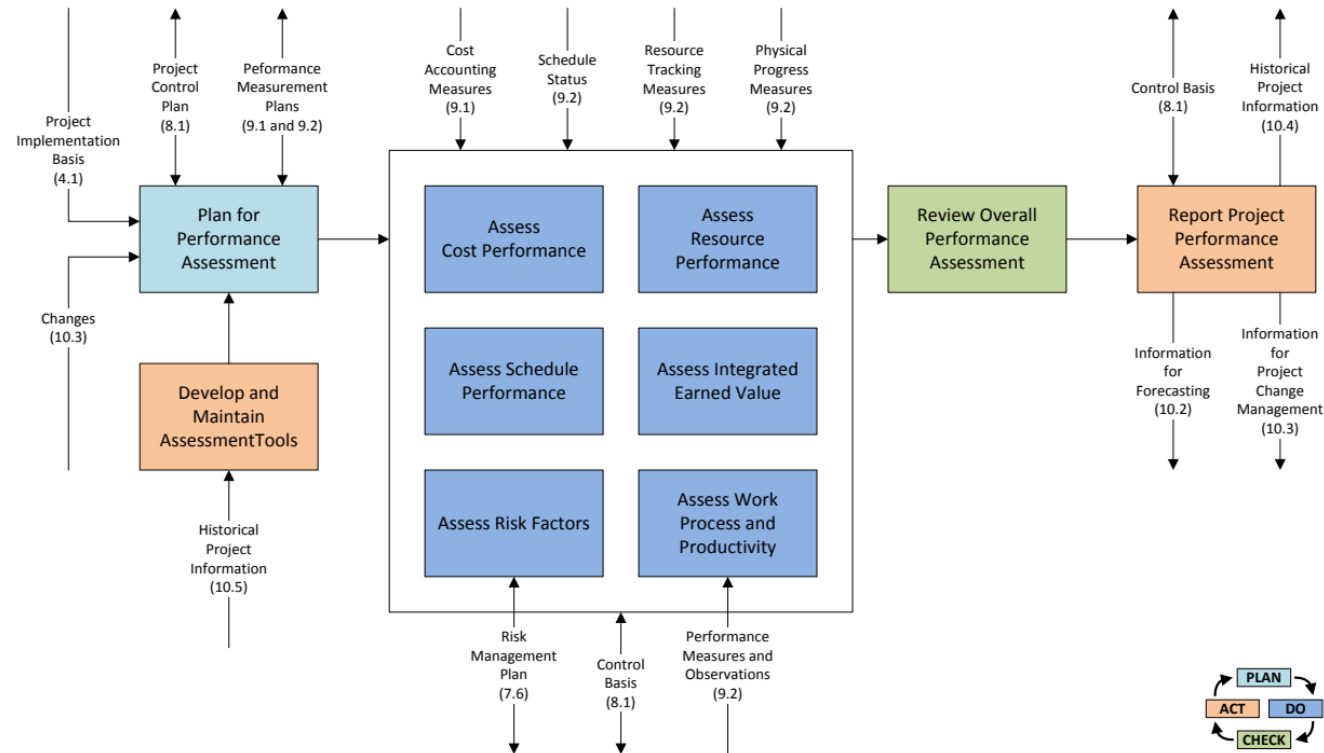 Project
Implementation
Basis
(4.1)
Project
Control
Plan
(8.1)
Peformance
Measurement
Plans
(9.1 and 9.2)
Cost
Accounting
Measures
(9.1)
Schedule
Status
(9.2)
Resource
Tracking
Measures
(9.2)
Physical
Progress
Measures
(9.2)
Control Basis
(8.1)
Historical
Project
Information
(10.4)
Plan for
Performance
Assessment
Assess
Cost Performance
Assess
Resource
Performance
Review Overall
Performance
Assessment
Report Project
Performance
Assessment
Changes
(10.3)
Develop and
Maintain
AssessmentTools
Assess Schedule
Performance
Assess Integrated
Earned Value
Information
for
Forecasting
(10.2)
Information
for
Project
Change
Management
(10.3)
Assess Risk Factors
Assess Work
Process and
Productivity
Historical
Project
Information
(10.5)
Risk
Management
Plan
(7.6)
Control
Basis
(8.1)
Performance
Measures and
Observations
(9.2)
PLAN
ACT
DO
CHECK